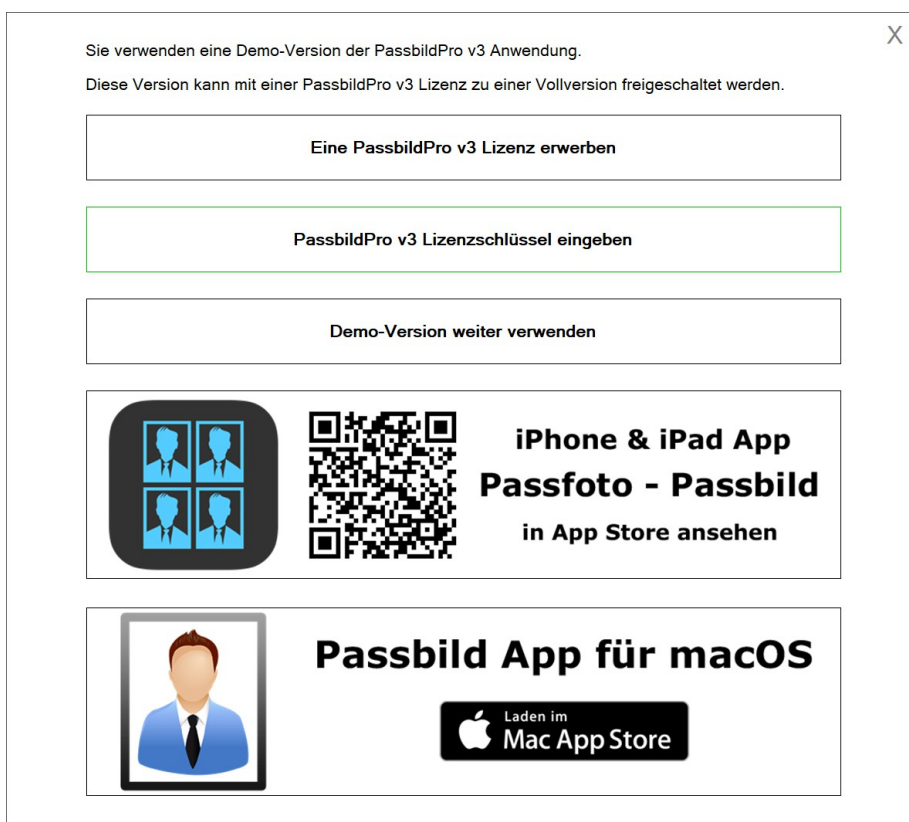 X
Sie verwenden eine Demo-Version der PassbildPro v3 Anwendung.
Diese Version kann mit einer PassbildPro v3 Lizenz zu einer Vollversion freigeschaltet werden.
Eine PassbildPro v3 Lizenz erwerben
PassbildPro v3 Lizenzschlüssel eingeben
Demo-Version weiter verwenden
iPhone & iPad App
Passfoto - Passbild
in App Store ansehen
Passbild App für macOS
Laden im
Mac App Store